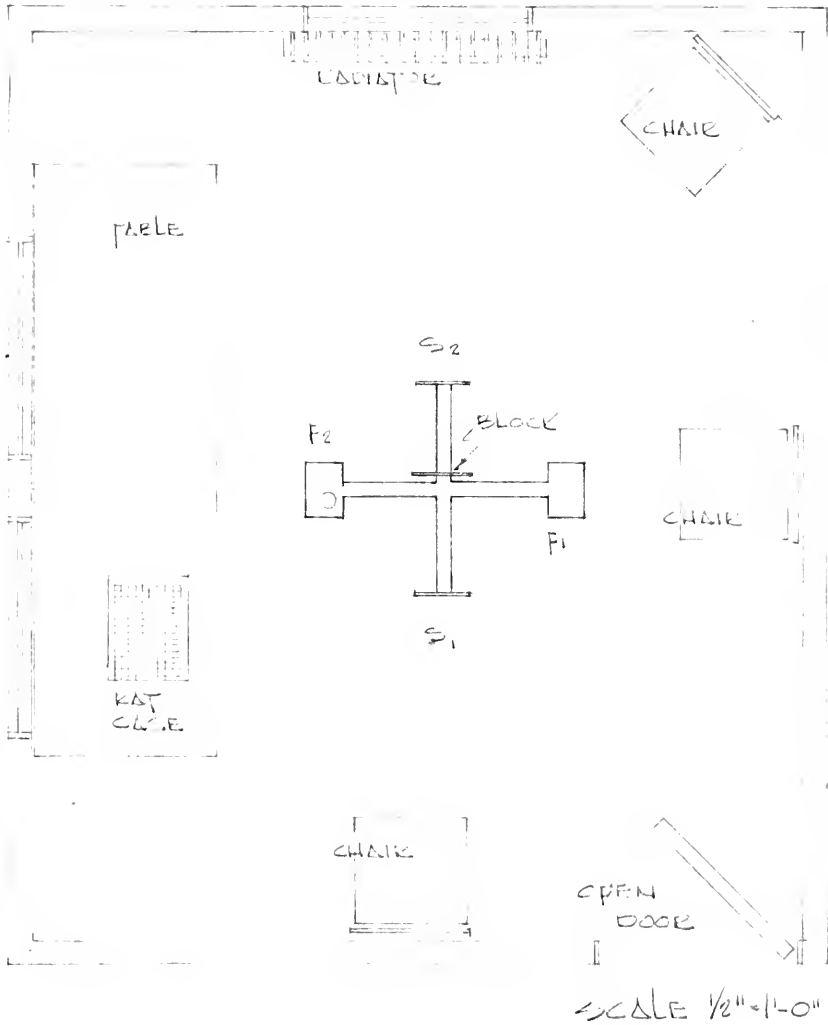 RADIATOR
CHAIR
TABLE
S2
BLOCK
F2
CHAIR
F1
S1
RAT
CAGE
CHAIR
OPEN
DOOR
SCALE 1/2"=1'-0"